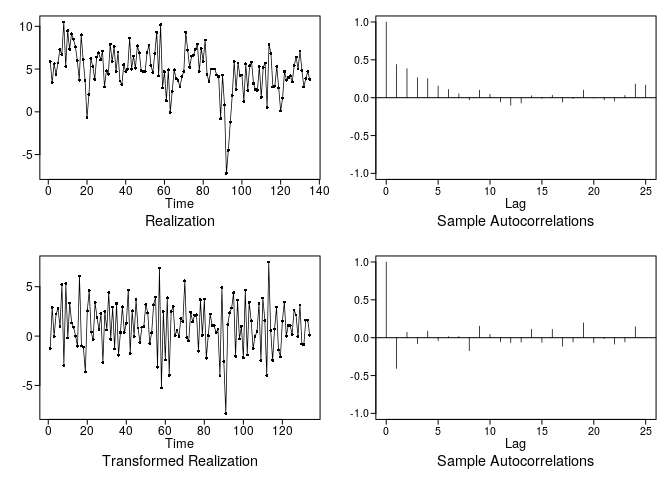 10
5
0
-5
0 20 40 60 80 100 120 140
Time
Realization
1.0
0.5
0.0
-0.5
-1.0
0 5 10 15 20 25
Lag
Sample Autocorrelations
5
0
-5
0 20 40 60 80 100 120
Time
Transformed Realization
1.0
0.5
0.0
-0.5
-1.0
0 5 10 15 20 25
Lag
Sample Autocorrelations